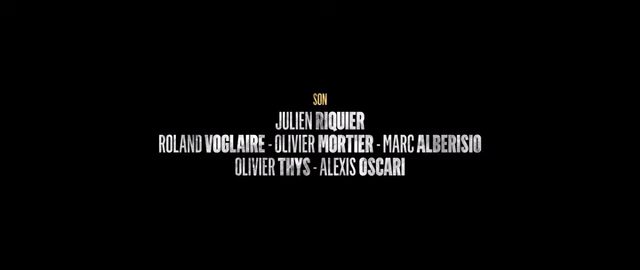 SON
JULIEN RIQUIER
ROLAND VOGLAIRE - OLIVIER MORTIER - MARC ALBERISIO
OLIVIER THYS - ALEXIS OSCARI